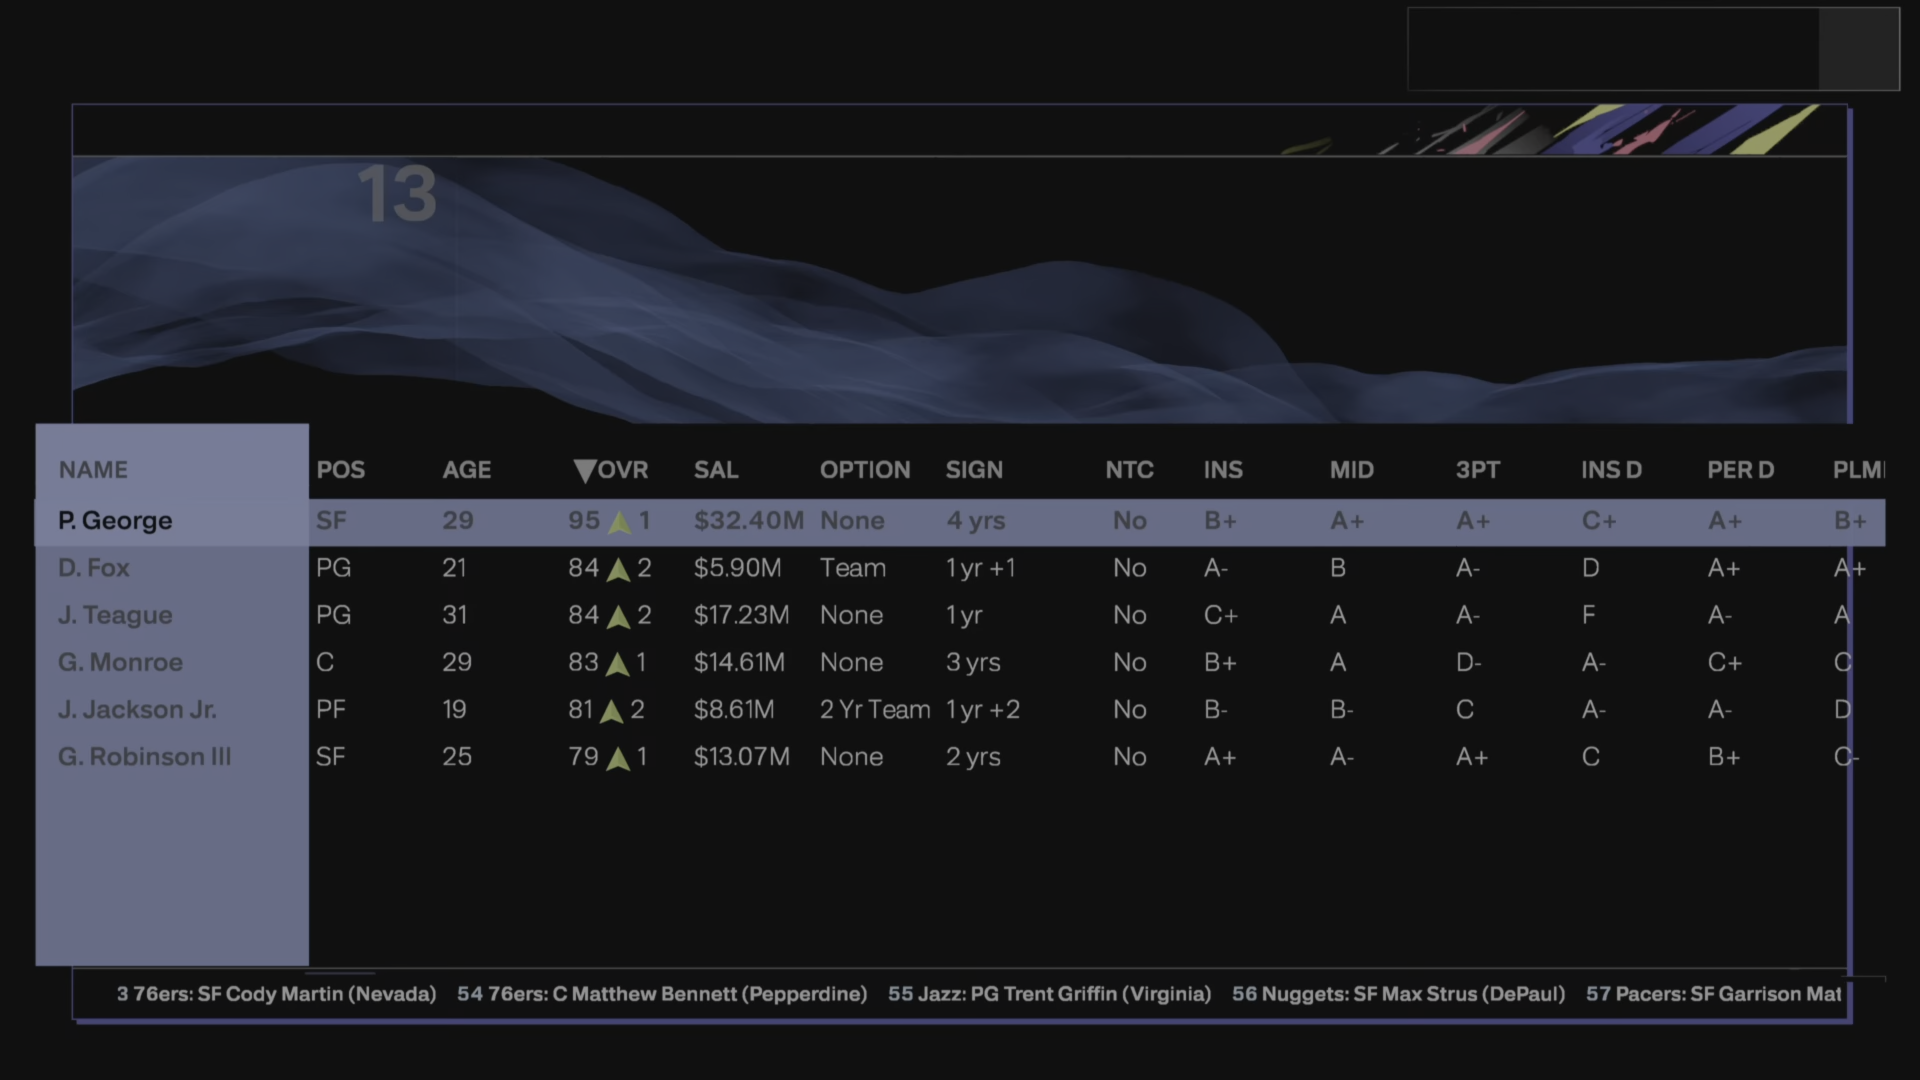 13
NAME POS AGE ▼OVR SAL OPTION SIGN NTC INS MID 3PT INS D PER D PLM
P. George SF 29 95 ▲ 1 $32.40M None 4 yrs No B+ A+ A+ C+ A+ B+
D. Fox PG 21 84 ▲ 2 $5.90M Team 1 yr +1 No A- B A- D A+ A+
J. Teague PG 31 84 ▲ 2 $17.23M None 1 yr No C+ A A- F A- A
G. Monroe C 29 83 ▲ 1 $14.61M None 3 yrs No B+ A D- A- C+ C
J. Jackson Jr. PF 19 81 ▲ 2 $8.61M 2 Yr Team 1 yr +2 No B- B- C A- A- D
G. Robinson III SF 25 79 ▲ 1 $13.07M None 2 yrs No A+ A- A+ C B+ C-
3 76ers: SF Cody Martin (Nevada) 54 76ers: C Matthew Bennett (Pepperdine) 55 Jazz: PG Trent Griffin (Virginia) 56 Nuggets: SF Max Strus (DePaul) 57 Pacers: SF Garrison Mat